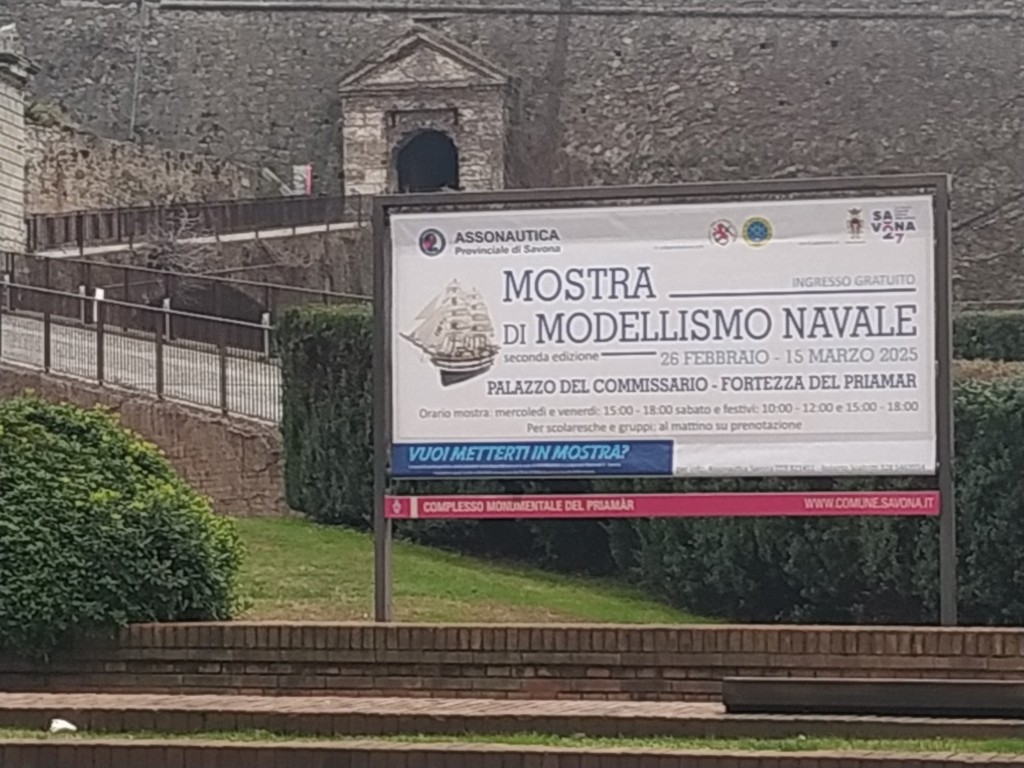 ASSONAUTICA
Provinciale di Savona
SA
VONA
27
MOSTRA
INGRESSO GRATUITO
DI MODELLISMO NAVALE
seconda edizione
26 FEBBRAIO - 15 MARZO 2025
PALAZZO DEL COMMISSARIO - FORTEZZA DEL PRIAMAR
Orario mostra: mercoledì e venerdì: 15:00 - 18:00 sabato e festivi: 10:00 - 12:00 e 15:00 - 18:00
Per scolaresche e gruppi: al mattino su prenotazione
VUOI METTERTI IN MOSTRA?
COMPLESSO MONUMENTALE DEL PRIAMÀR
WWW.COMUNE.SAVONA.IT